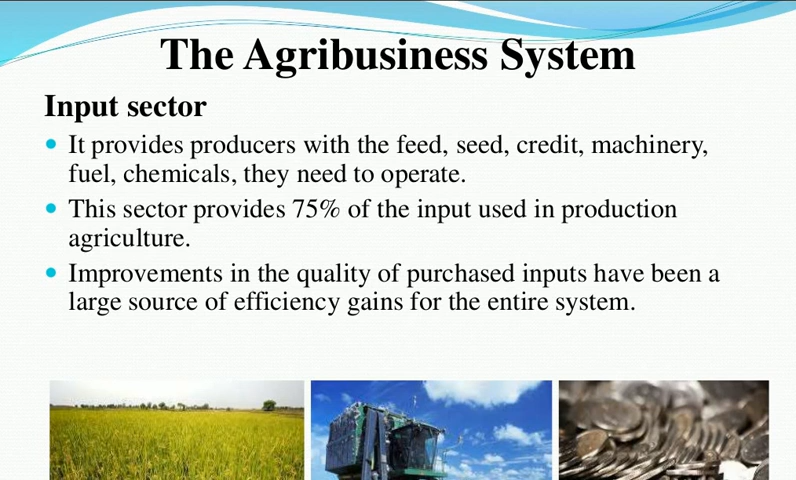 The Agribusiness System
Input sector
• It provides producers with the feed, seed, credit, machinery,
fuel, chemicals, they need to operate.
• This sector provides 75% of the input used in production
agriculture.
• Improvements in the quality of purchased inputs have been a
large source of efficiency gains for the entire system.